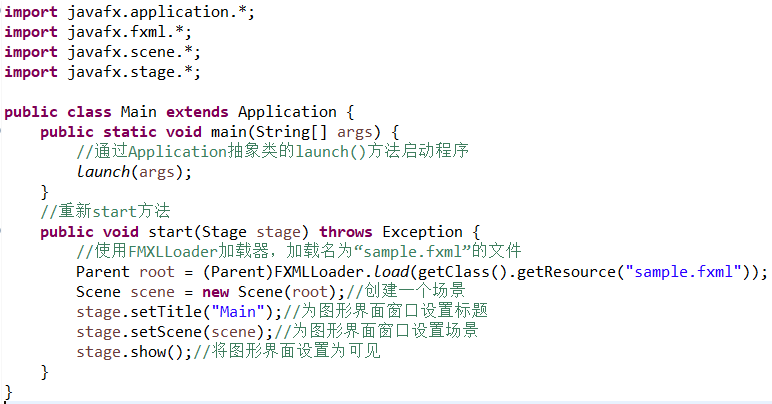 import javafx.application.*;
import javafx.fxml.*;
import javafx.scene.*;
import javafx.stage.*;

public class Main extends Application {
    public static void main(String[] args) {
        //通过Application抽象类的launch()方法启动程序
        launch(args);
    }
    //重新start方法
    public void start(Stage stage) throws Exception {
        //使用FMXLLoader加载器，加载名为“sample.fxml”的文件
        Parent root = (Parent)FXMLLoader.load(getClass().getResource("sample.fxml"));
        Scene scene = new Scene(root);//创建一个场景
        stage.setTitle("Main");//为图形界面窗口设置标题
        stage.setScene(scene);//为图形界面窗口设置场景
        stage.show();//将图形界面设置为可见
    }
}